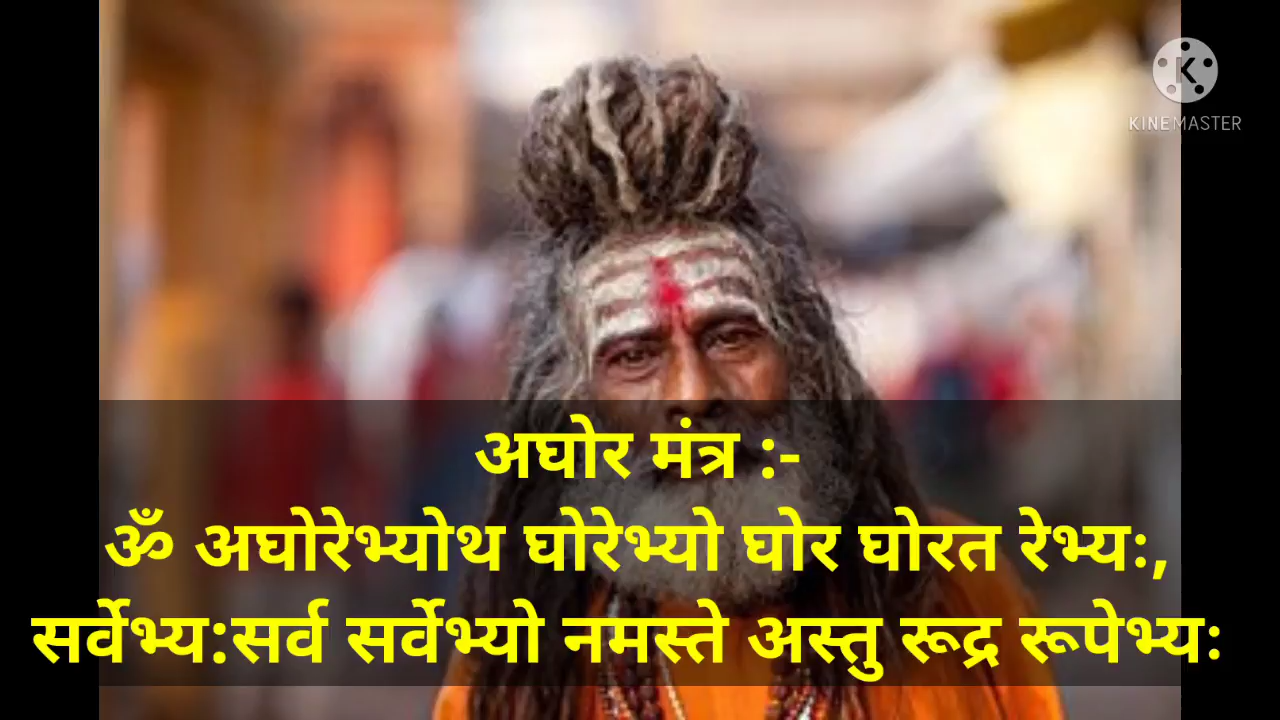 KINEMASTER
अघोर मंत्र :-
ॐ अघोरेभ्योथ घोरेभ्यो घोर घोरत रेभ्यः,
सर्वेभ्य:सर्व सर्वेभ्यो नमस्ते अस्तु रूद्र रूपेभ्यः